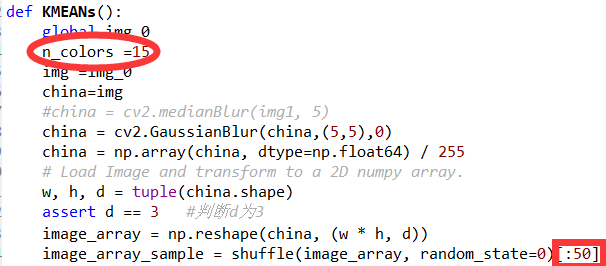 def KMEANs():
global img_0
n_colors =15
img =img_0
china=img
#china = cv2.medianBlur(img1, 5)
china = cv2.GaussianBlur(china,(5,5),0)
china = np.array(china, dtype=np.float64) / 255
# Load Image and transform to a 2D numpy array.
w, h, d = tuple(china.shape)
assert d == 3   #判断d为3
image_array = np.reshape(china, (w * h, d))
image_array_sample = shuffle(image_array, random_state=0)[:50]